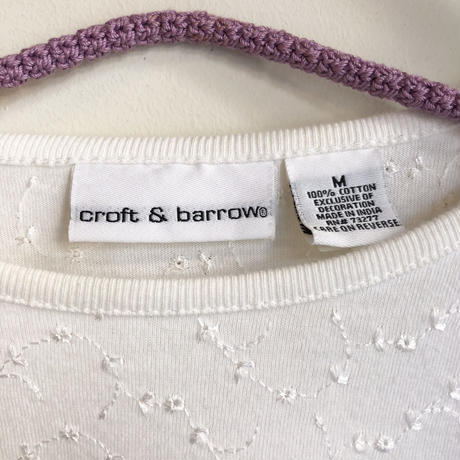 croft & barrow®
M
100% COTTON
EXCLUSIVE OF
DECORATION
MADE IN INDIA
RN# 73277
CARE ON REVERSE